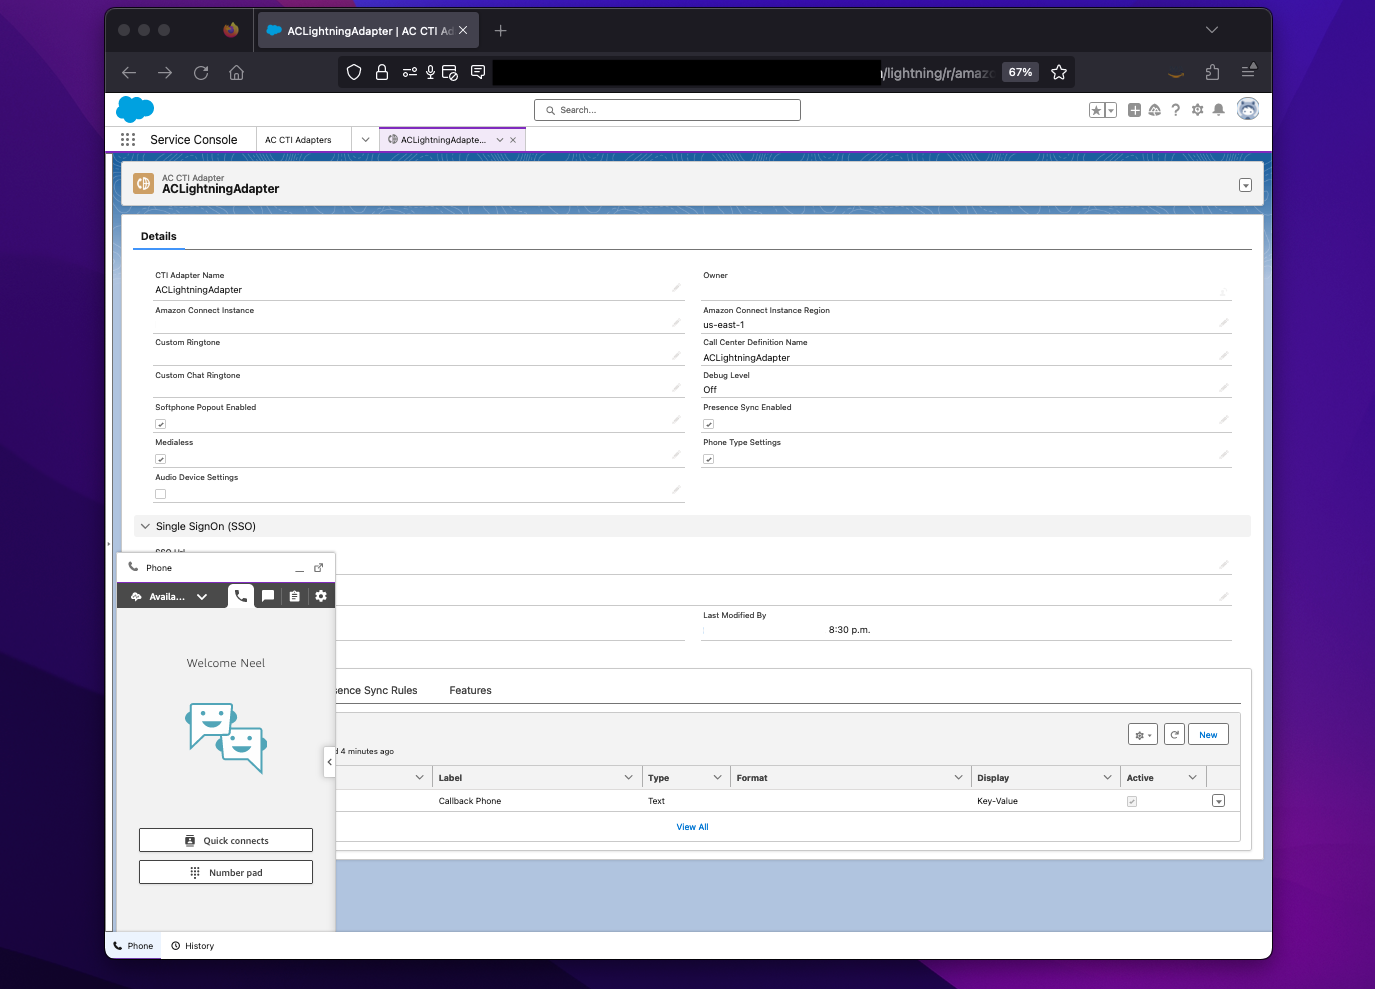 ACLightningAdapter | AC CTI Ad
/lightning/r/amazo
67%
Search...
Service Console
AC CTI Adapters
ACLightningAdapte...
AC CTI Adapter
ACLightningAdapter
Details
CTI Adapter Name
ACLightningAdapter
Owner
Amazon Connect Instance
Amazon Connect Instance Region
us-east-1
Custom Ringtone
Call Center Definition Name
ACLightningAdapter
Custom Chat Ringtone
Debug Level
Off
Softphone Popout Enabled
Presence Sync Enabled
Medialess
Phone Type Settings
Audio Device Settings
Single SignOn (SSO)
SSO Url
Last Modified By
8:30 p.m.
Phone
Availa...
Welcome Neel
Quick connects
Number pad
sence Sync Rules
Features
d 4 minutes ago
New
Label
Type
Format
Display
Active
Callback Phone
Text
Key-Value
View All
Phone
History